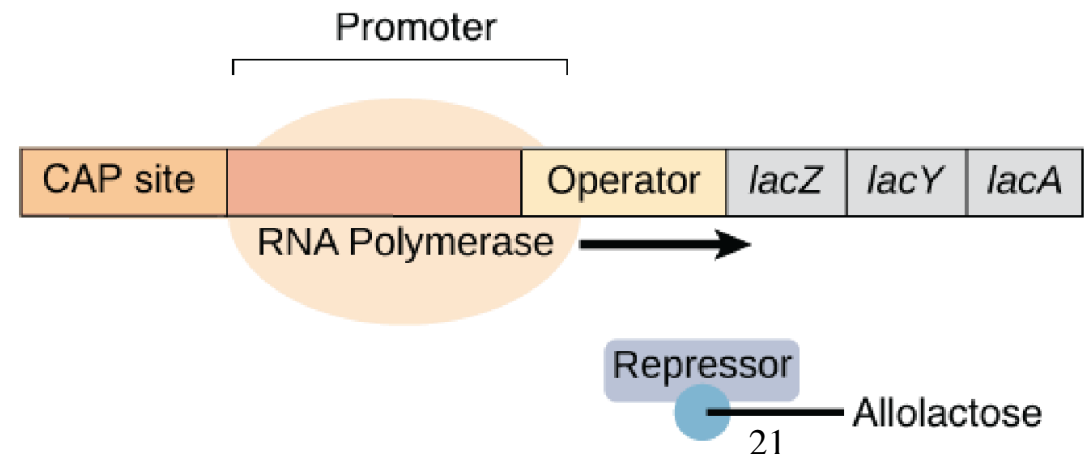 Promoter
CAP site Operator lacZ lacY lacA
RNA Polymerase
Repressor
Allolactose
21